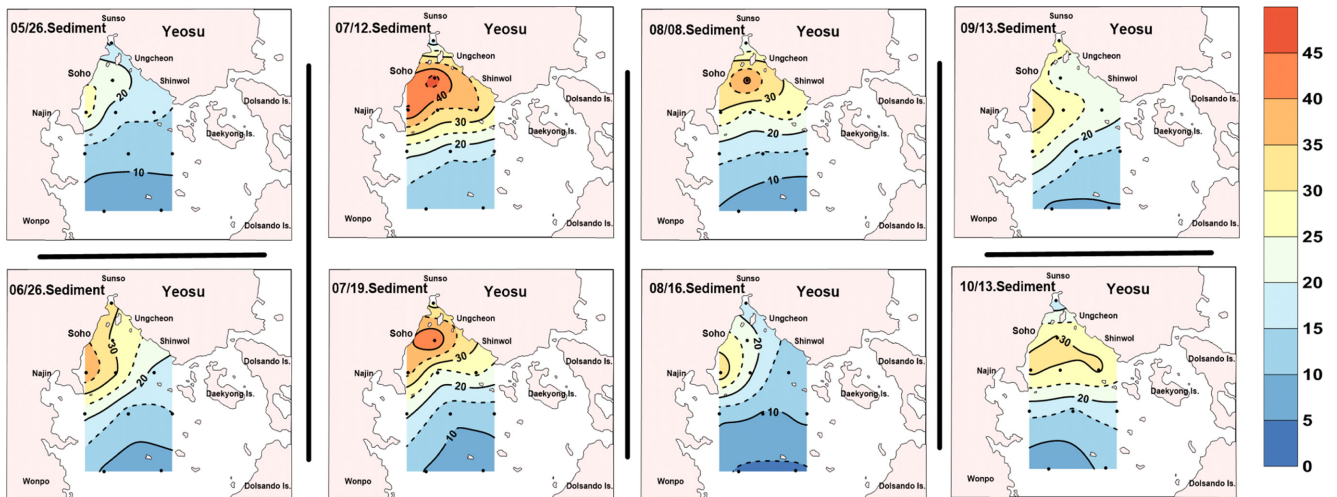 05/26.Sediment
Sunso
Yeosu
Ungcheon
Soho
Shinwol
20
Najin
Dolsando Is.
Daekyong Is.
10
Wonpo
Dolsando Is.
07/12.Sediment
Sunso
Yeosu
Ungcheon
Soho
Shinwol
40
Najin
Dolsando Is.
30
Daekyong Is.
20
Wonpo
Dolsando Is.
08/08.Sediment
Sunso
Yeosu
Ungcheon
Soho
Shinwol
30
Najin
Dolsando Is.
20
Daekyong Is.
10
Wonpo
Dolsando Is.
09/13.Sediment
Sunso
Yeosu
Ungcheon
Soho
Shinwol
Najin
Dolsando Is.
Daekyong Is.
20
Wonpo
Dolsando Is.
06/26.Sediment
Sunso
Yeosu
Ungcheon
Soho
Shinwol
30
Najin
Dolsando Is.
20
Daekyong Is.
Wonpo
Dolsando Is.
07/19.Sediment
Sunso
Yeosu
Ungcheon
Soho
Shinwol
30
Najin
Dolsando Is.
20
Daekyong Is.
10
Wonpo
Dolsando Is.
08/16.Sediment
Sunso
Yeosu
Ungcheon
Soho
Shinwol
20
Najin
Dolsando Is.
Daekyong Is.
10
Wonpo
Dolsando Is.
10/13.Sediment
Sunso
Yeosu
Ungcheon
Soho
Shinwol
30
Najin
Dolsando Is.
Daekyong Is.
20
Wonpo
Dolsando Is.
45
40
35
30
25
20
15
10
5
0